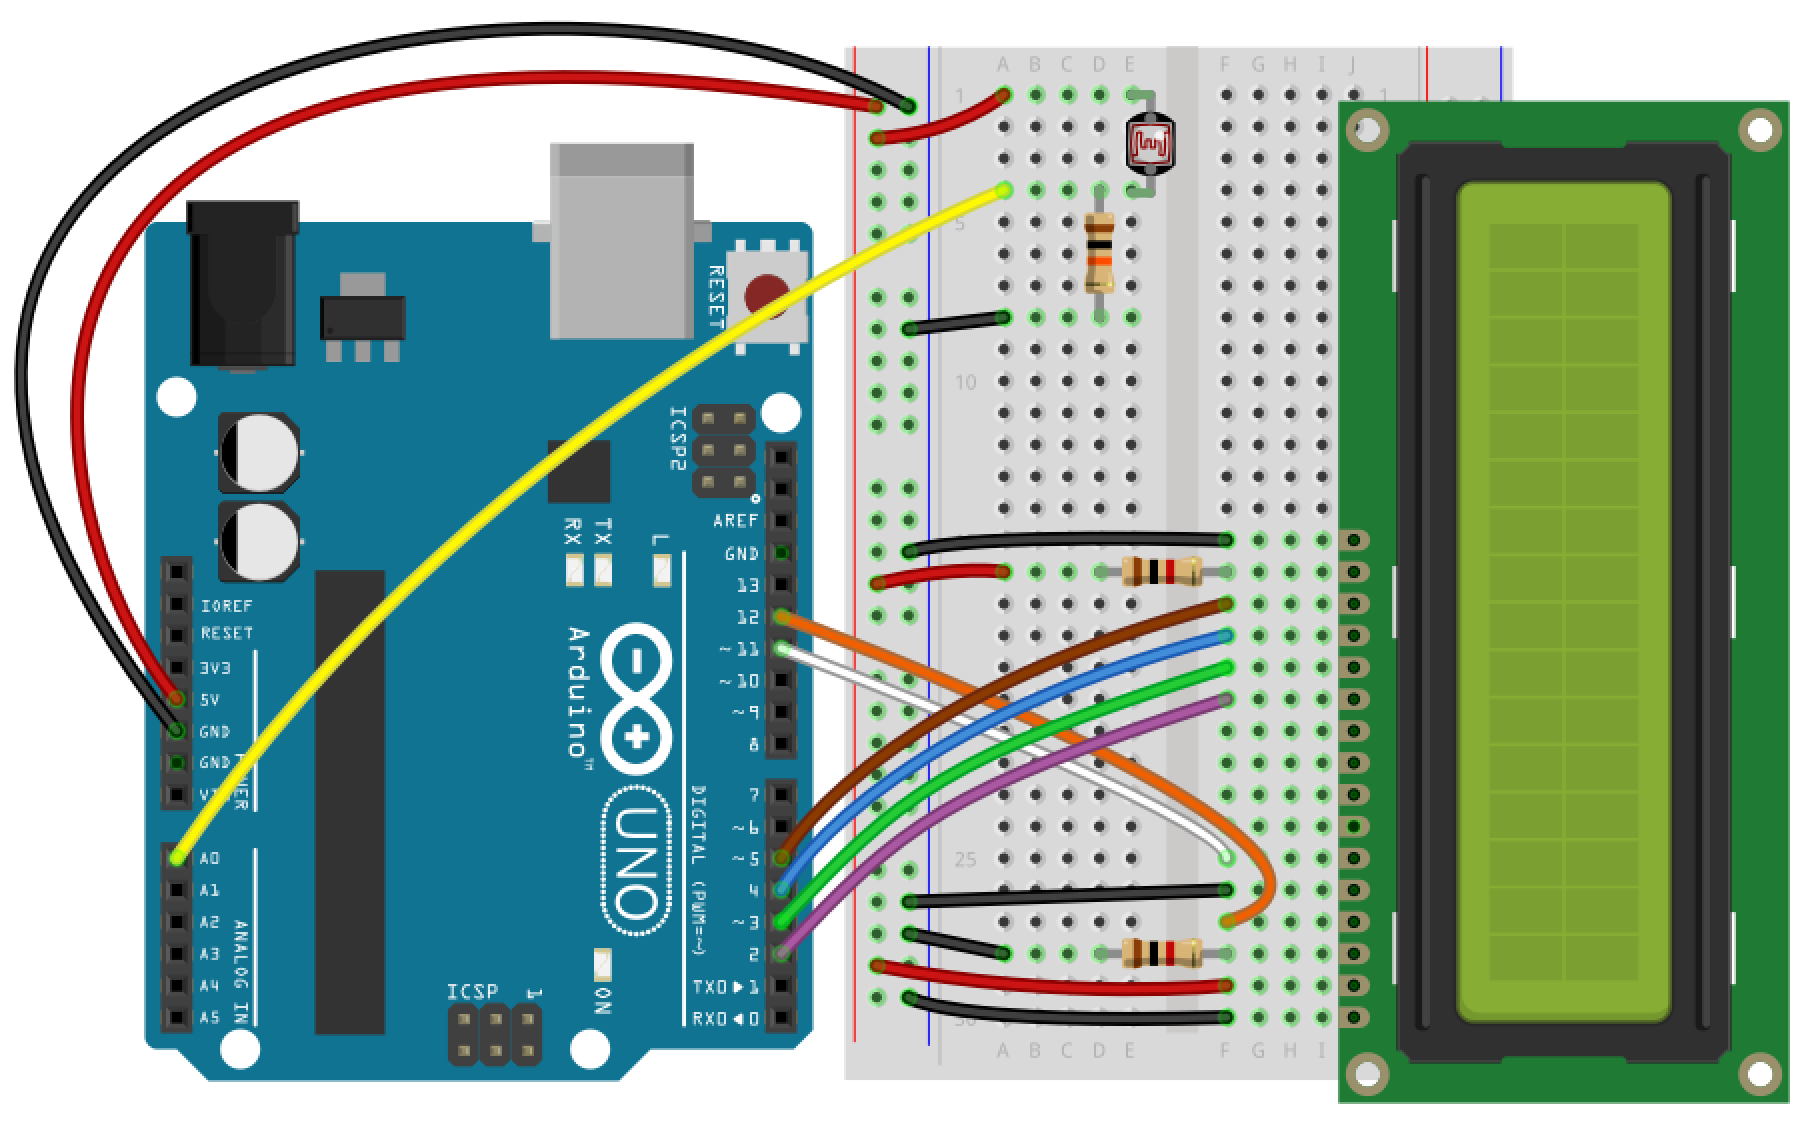 A B C D E F G H I J
1 1
5
10
25
30
A B C D E F G H I
RESET
ICSP2
AREF
GND
13
12
~11
~10
~9
8
7
~6
~5
4
~3
2
TX0▶1
RX0◀0
RX TX L
IOREF
RESET
3V3
5V
GND
GND
A0
A1
A2
A3
A4
A5
ANALOG IN
Arduino™
UNO
DIGITAL (PWM=~)
ON
ICSP 1